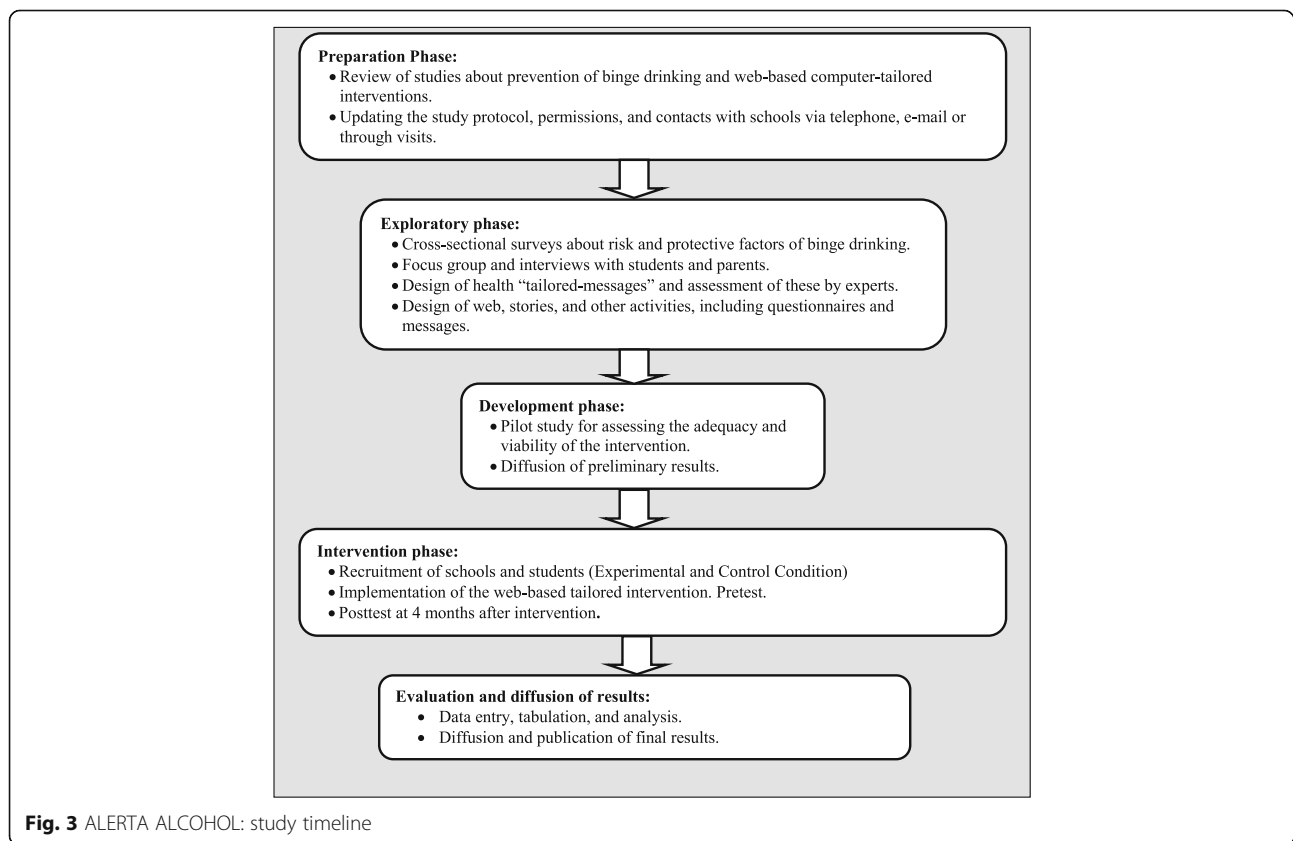 Preparation Phase:
• Review of studies about prevention of binge drinking and web-based computer-tailored
interventions.
• Updating the study protocol, permissions, and contacts with schools via telephone, e-mail or
through visits.
Exploratory phase:
• Cross-sectional surveys about risk and protective factors of binge drinking.
• Focus group and interviews with students and parents.
• Design of health “tailored-messages” and assessment of these by experts.
• Design of web, stories, and other activities, including questionnaires and
messages.
Development phase:
• Pilot study for assessing the adequacy and
viability of the intervention.
• Diffusion of preliminary results.
Intervention phase:
• Recruitment of schools and students (Experimental and Control Condition)
• Implementation of the web-based tailored intervention. Pretest.
• Posttest at 4 months after intervention.
Evaluation and diffusion of results:
• Data entry, tabulation, and analysis.
• Diffusion and publication of final results.
Fig. 3 ALERTA ALCOHOL: study timeline